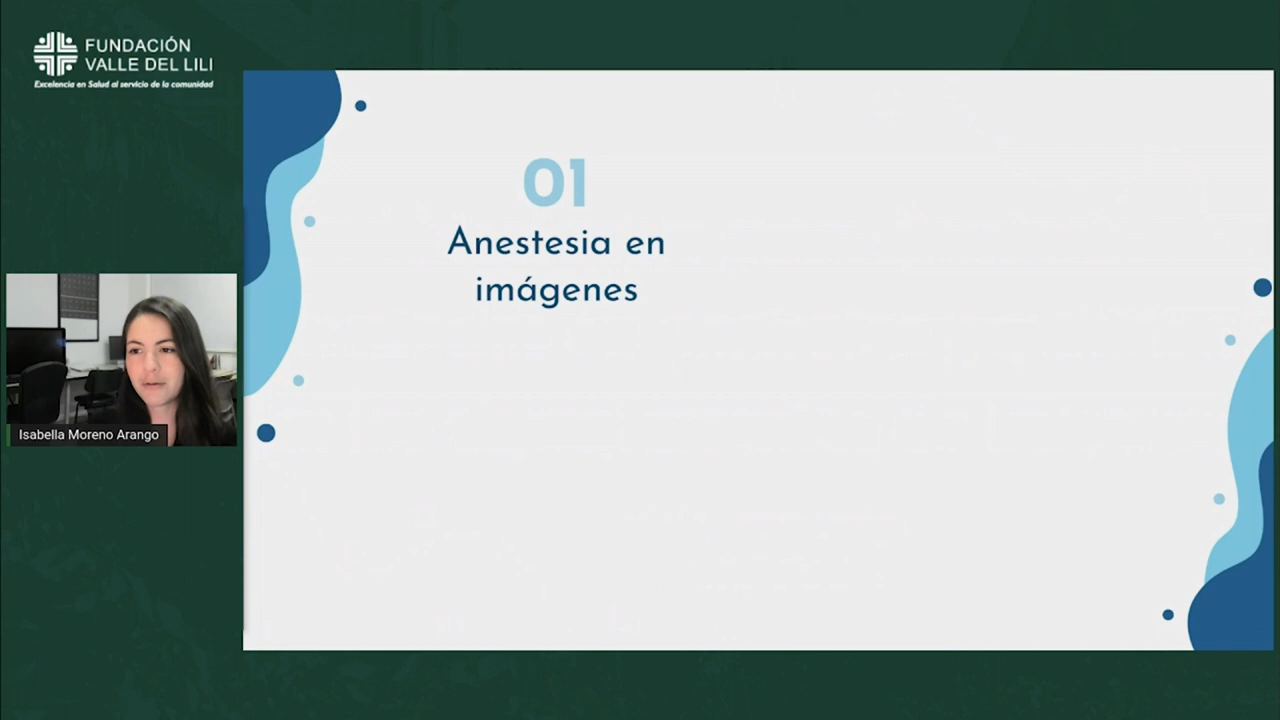 FUNDACIÓN
VALLE DEL LILI
Excelencia en Salud al servicio de la comunidad
01
Anestesia en
imágenes
Isabella Moreno Arango